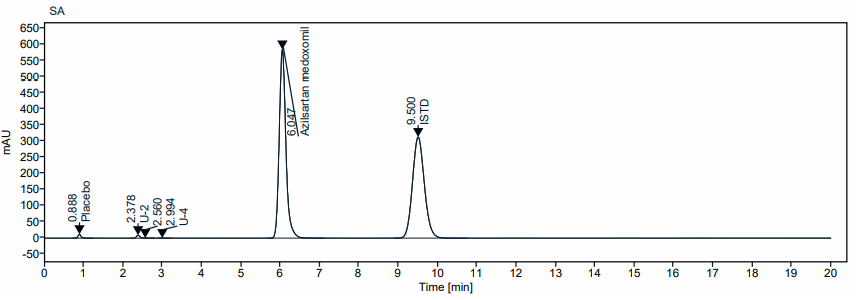 SA
650
600
550
500
450
400
350
300
250
200
150
100
50
0
-50
mAU
0.888
Placebo
2.378
U-2
2.560
2.994
U-4
6.047
Azilsartan medoxomil
9.500
ISTD
0 1 2 3 4 5 6 7 8 9 10 11 12 13 14 15 16 17 18 19 20
Time [min]